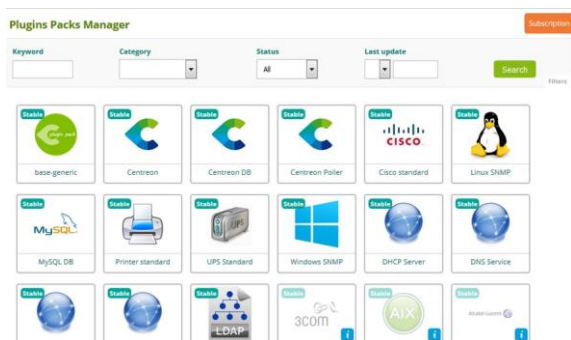 Plugins Packs Manager
Subscription
Keyword Category Status Last update
All
Search
Filters
Stable Stable Stable Stable Stable Stable
plugin pack
CISCO
base-generic Centreon Centreon DB Centreon Poller Cisco standard Linux SNMP
Stable Stable Stable Stable Stable Stable
MySQL
UPS
MySQL DB Printer standard UPS Standard Windows SNMP DHCP Server DNS Service
Stable Stable Stable Stable Stable Stable
LDAP 3com AIX Alcatel·Lucent
i i i